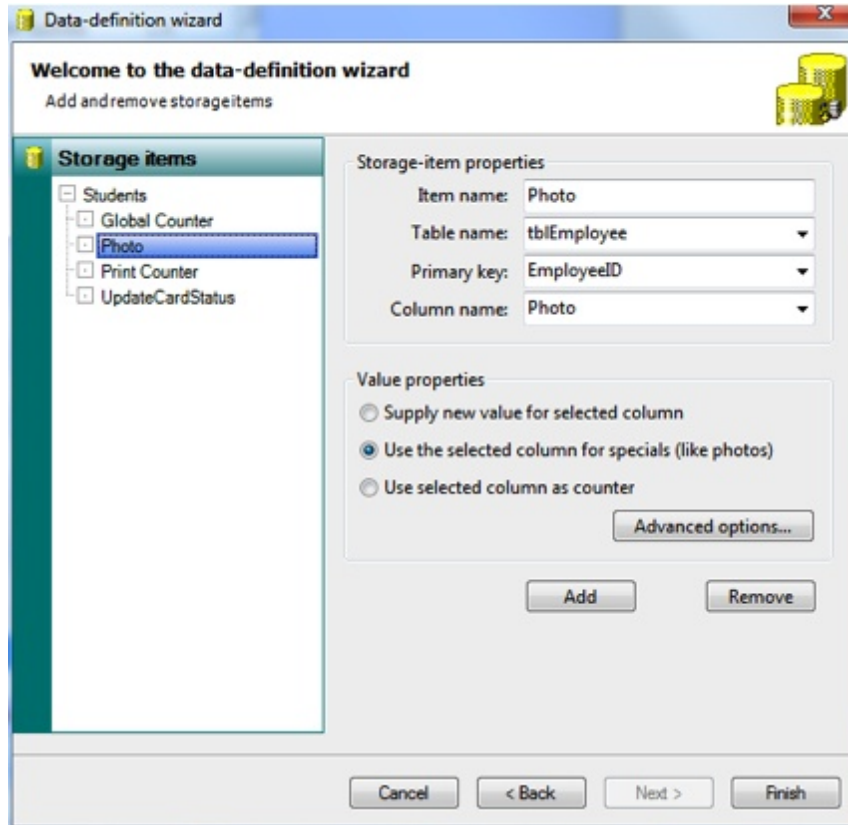 Data-definition wizard
Welcome to the data-definition wizard
Add and remove storage items
Storage items
Students
Global Counter
Photo
Print Counter
UpdateCardStatus
Storage-item properties
Item name: Photo
Table name: tblEmployee
Primary key: EmployeeID
Column name: Photo
Value properties
Supply new value for selected column
Use the selected column for specials (like photos)
Use selected column as counter
Advanced options...
Add Remove
Cancel < Back Next > Finish